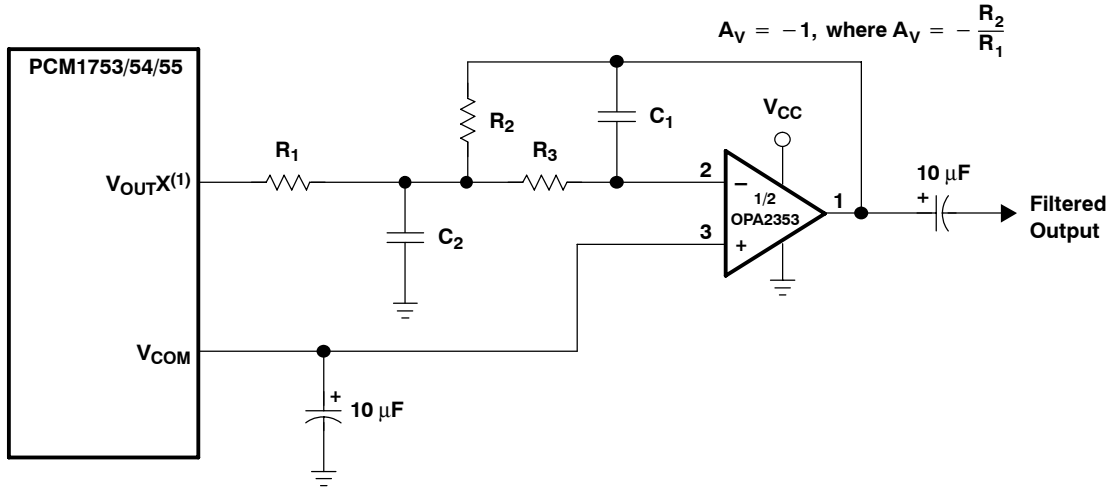 A_V = −1, where A_V = − R_2/R_1
PCM1753/54/55
V_CC
R_2
C_1
R_1
R_3
V_OUTX(1)
2
−
1/2
OPA2353
1
10 µF
+
Filtered
Output
C_2
3
+
V_COM
+
10 µF